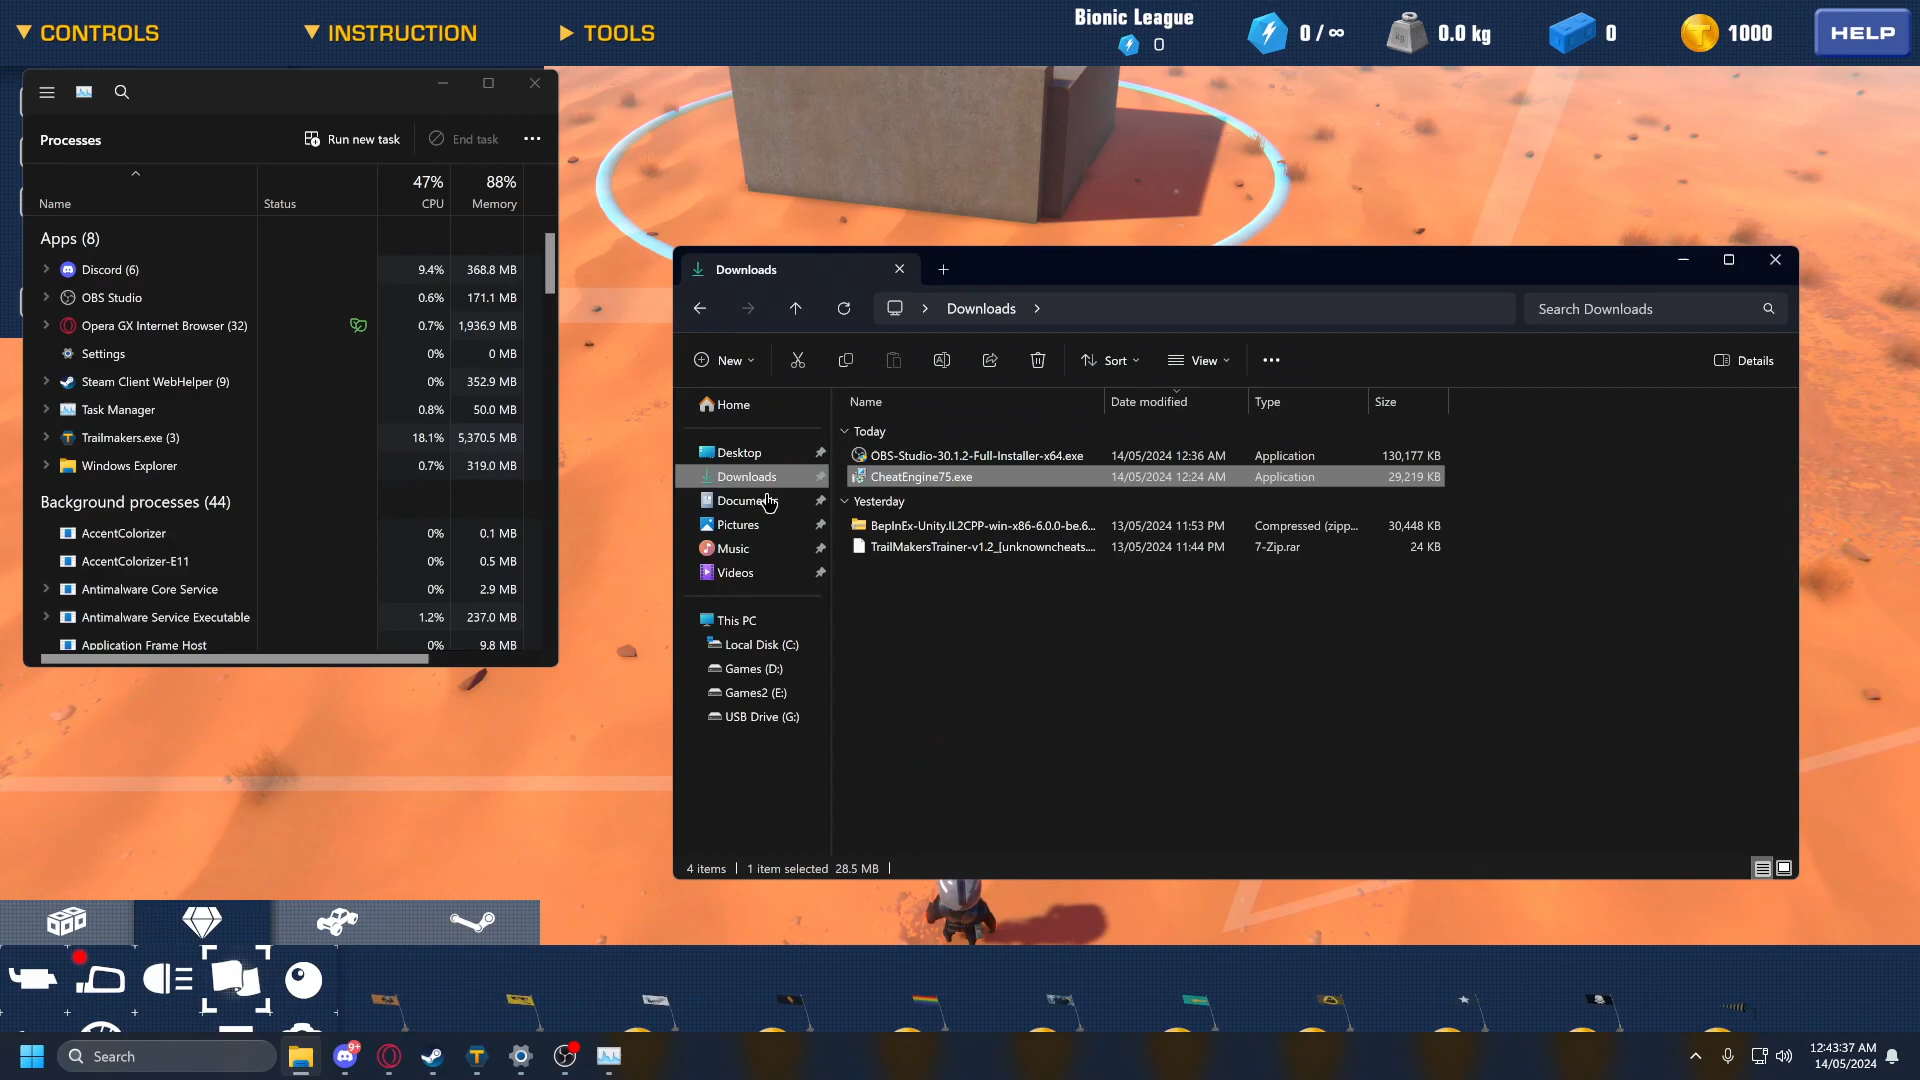 CONTROLS
INSTRUCTION
TOOLS
Bionic League
0
0 / ∞
kg
0.0 kg
0
1000
HELP
Processes
Run new task
End task
47%
88%
Name
Status
CPU
Memory
Apps (8)
Discord (6)
9.4%
368.8 MB
OBS Studio
0.6%
171.1 MB
Opera GX Internet Browser (32)
0.7%
1,936.9 MB
Settings
0%
0 MB
Steam Client WebHelper (9)
0%
352.9 MB
Task Manager
0.8%
50.0 MB
Trailmakers.exe (3)
18.1%
5,370.5 MB
Windows Explorer
0.7%
319.0 MB
Background processes (44)
AccentColorizer
0%
0.1 MB
AccentColorizer-E11
0%
0.5 MB
Antimalware Core Service
0%
2.9 MB
Antimalware Service Executable
1.2%
237.0 MB
Application Frame Host
0%
9.8 MB
Downloads
Downloads
Search Downloads
New
Sort
View
Details
Home
Desktop
Downloads
Pictures
Music
Videos
This PC
Local Disk (C:)
Games (D:)
Games2 (E:)
USB Drive (G:)
Name
Date modified
Type
Size
Today
OBS-Studio-30.1.2-Full-Installer-x64.exe
14/05/2024 12:36 AM
Application
130,177 KB
CheatEngine75.exe
14/05/2024 12:24 AM
Application
29,219 KB
Yesterday
BepInEx-Unity.IL2CPP-win-x86-6.0.0-be.6...
13/05/2024 11:53 PM
Compressed (zipp...
30,448 KB
TrailMakersTrainer-v1.2_[unknowncheats....
13/05/2024 11:44 PM
7-Zip.rar
24 KB
4 items
1 item selected 28.5 MB
Search
9+
12:43:37 AM
14/05/2024